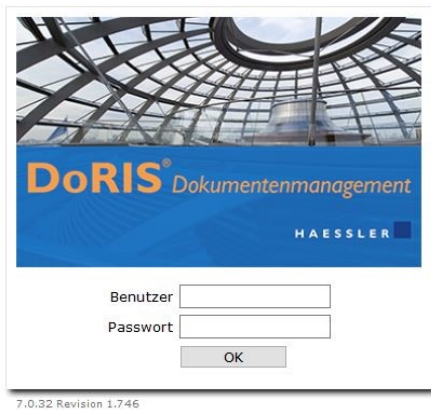 DoRIS® Dokumentenmanagement
HAESSLER
Benutzer
Passwort
OK
7.0.32 Revision 1.746